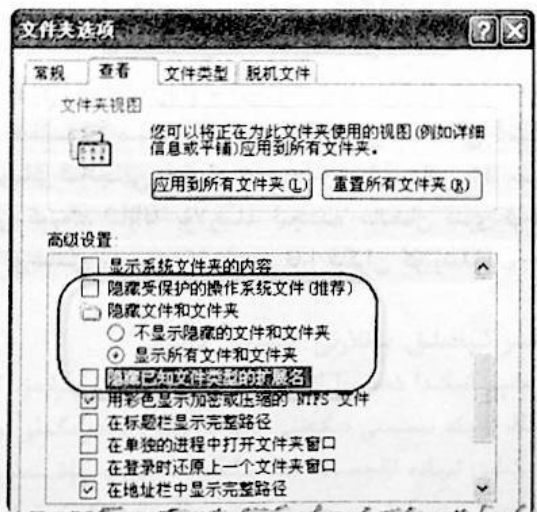 文件夹选项
常规 查看 文件类型 脱机文件
文件夹视图
您可以将正在为此文件夹使用的视图(例如详细
信息或平铺)应用到所有文件夹。
应用到所有文件夹(L) 重置所有文件夹(R)
高级设置:
显示系统文件夹的内容
隐藏受保护的操作系统文件(推荐)
隐藏文件和文件夹
不显示隐藏的文件和文件夹
显示所有文件和文件夹
隐藏已知文件类型的扩展名
用彩色显示加密或压缩的 NTFS 文件
在标题栏显示完整路径
在单独的进程中打开文件夹窗口
在登录时还原上一个文件夹窗口
在地址栏中显示完整路径